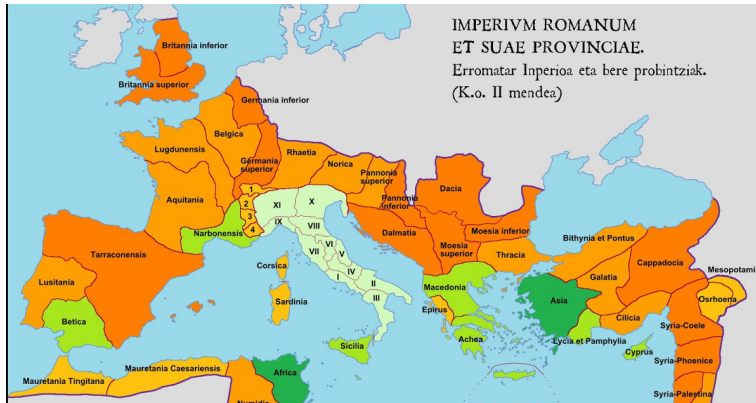 IMPERIVM ROMANUM
ET SUAE PROVINCIAE.
Erromatar Inperioa eta bere probintziak.
(K.o. II mendea)
Britannia inferior
Britannia superior
Germania inferior
Belgica
Lugdunensis
Germania superior
Rhaetia
Norica
Pannonia superior
Pannonia inferior
Dacia
Aquitania
1
2
3
4
XI
X
IX
VIII
VII
VI
V
IV
I
II
III
Narbonensis
Dalmatia
Moesia superior
Moesia inferior
Thracia
Bithynia et Pontus
Cappadocia
Galatia
Mesopotami
Osrhoena
Tarraconensis
Lusitania
Betica
Corsica
Sardinia
Macedonia
Epirus
Achea
Asia
Cilicia
Lycia et Pamphylia
Cyprus
Syria-Coele
Syria-Phoenice
Syria-Palestina
Sicilia
Mauretania Tingitana
Mauretania Caesariensis
Africa
Numidia